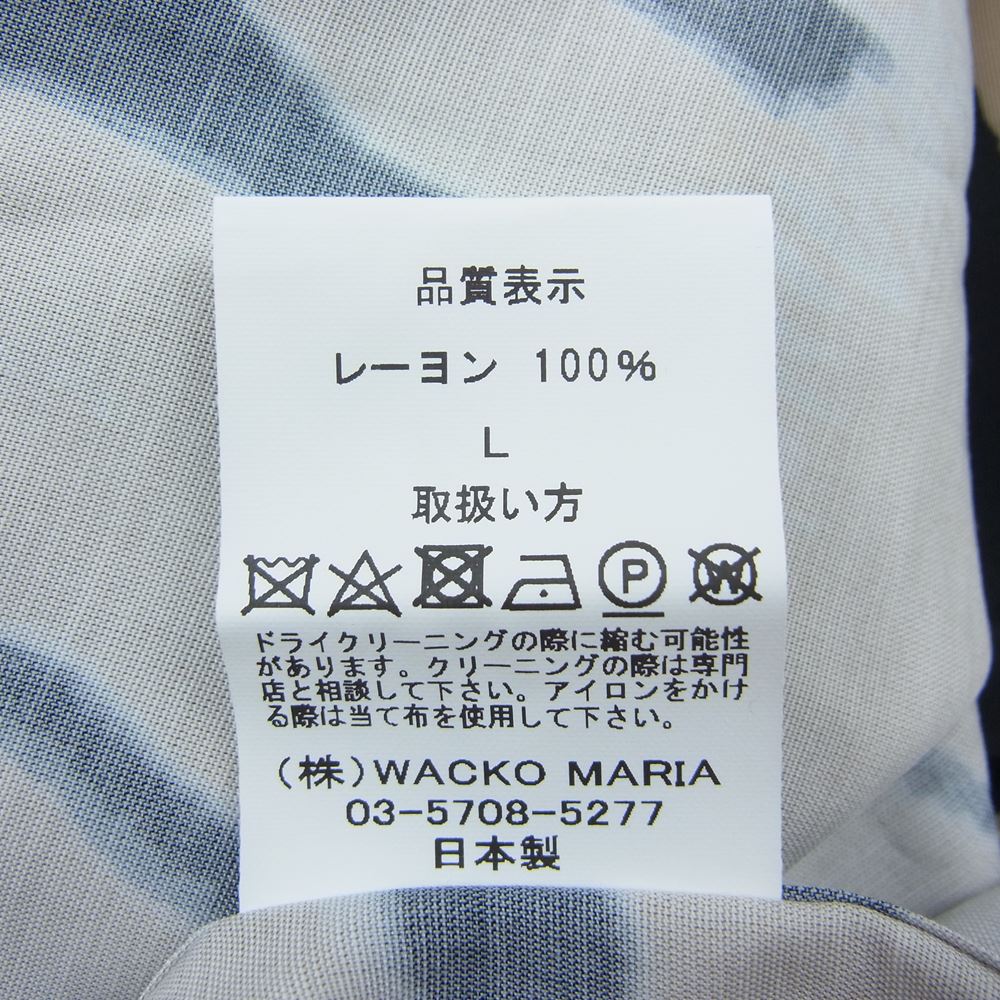 品質表示
レーヨン 100%
L
取扱い方
P W
ドライクリーニングの際に縮む可能性
があります。クリーニングの際は専門
店と相談して下さい。アイロンをかけ
る際は当て布を使用して下さい。
(株)WACKO MARIA
03-5708-5277
日本製